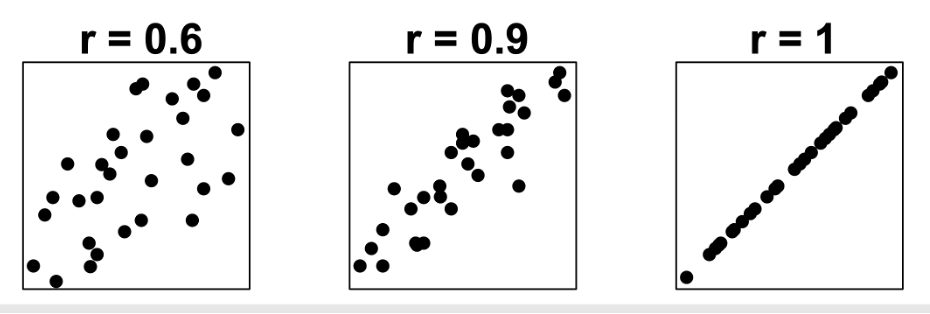 r = 0.6
r = 0.9
r = 1